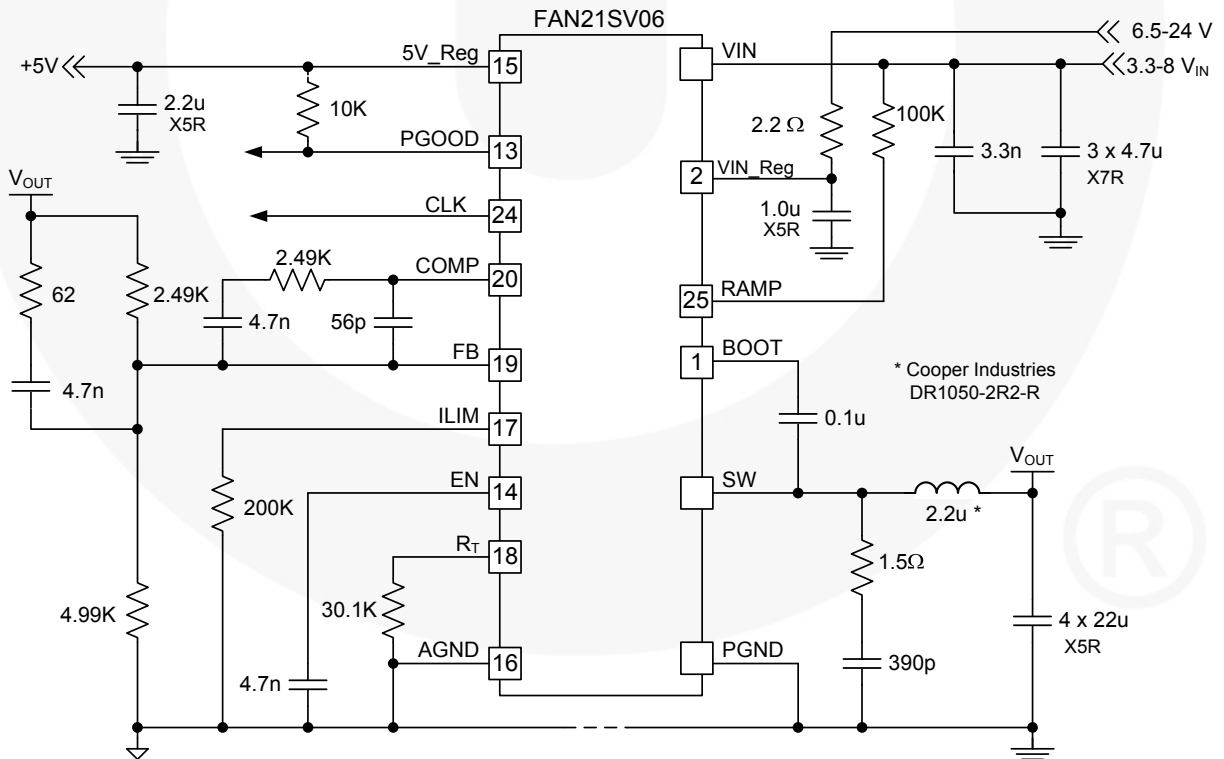 FAN21SV06
+5V
5V_Reg
15
2.2u
X5R
10K
PGOOD
13
CLK
24
VOUT
62
4.7n
2.49K
2.49K
COMP
20
4.7n
56p
FB
19
ILIM
17
200K
EN
14
RT
18
30.1K
4.99K
AGND
16
4.7n
VIN
6.5-24 V
3.3-8 VIN
2.2 Ω
100K
3.3n
3 x 4.7u
X7R
2
VIN_Reg
1.0u
X5R
25
RAMP
1
BOOT
0.1u
* Cooper Industries
DR1050-2R2-R
SW
2.2u *
VOUT
1.5Ω
390p
4 x 22u
X5R
PGND
®